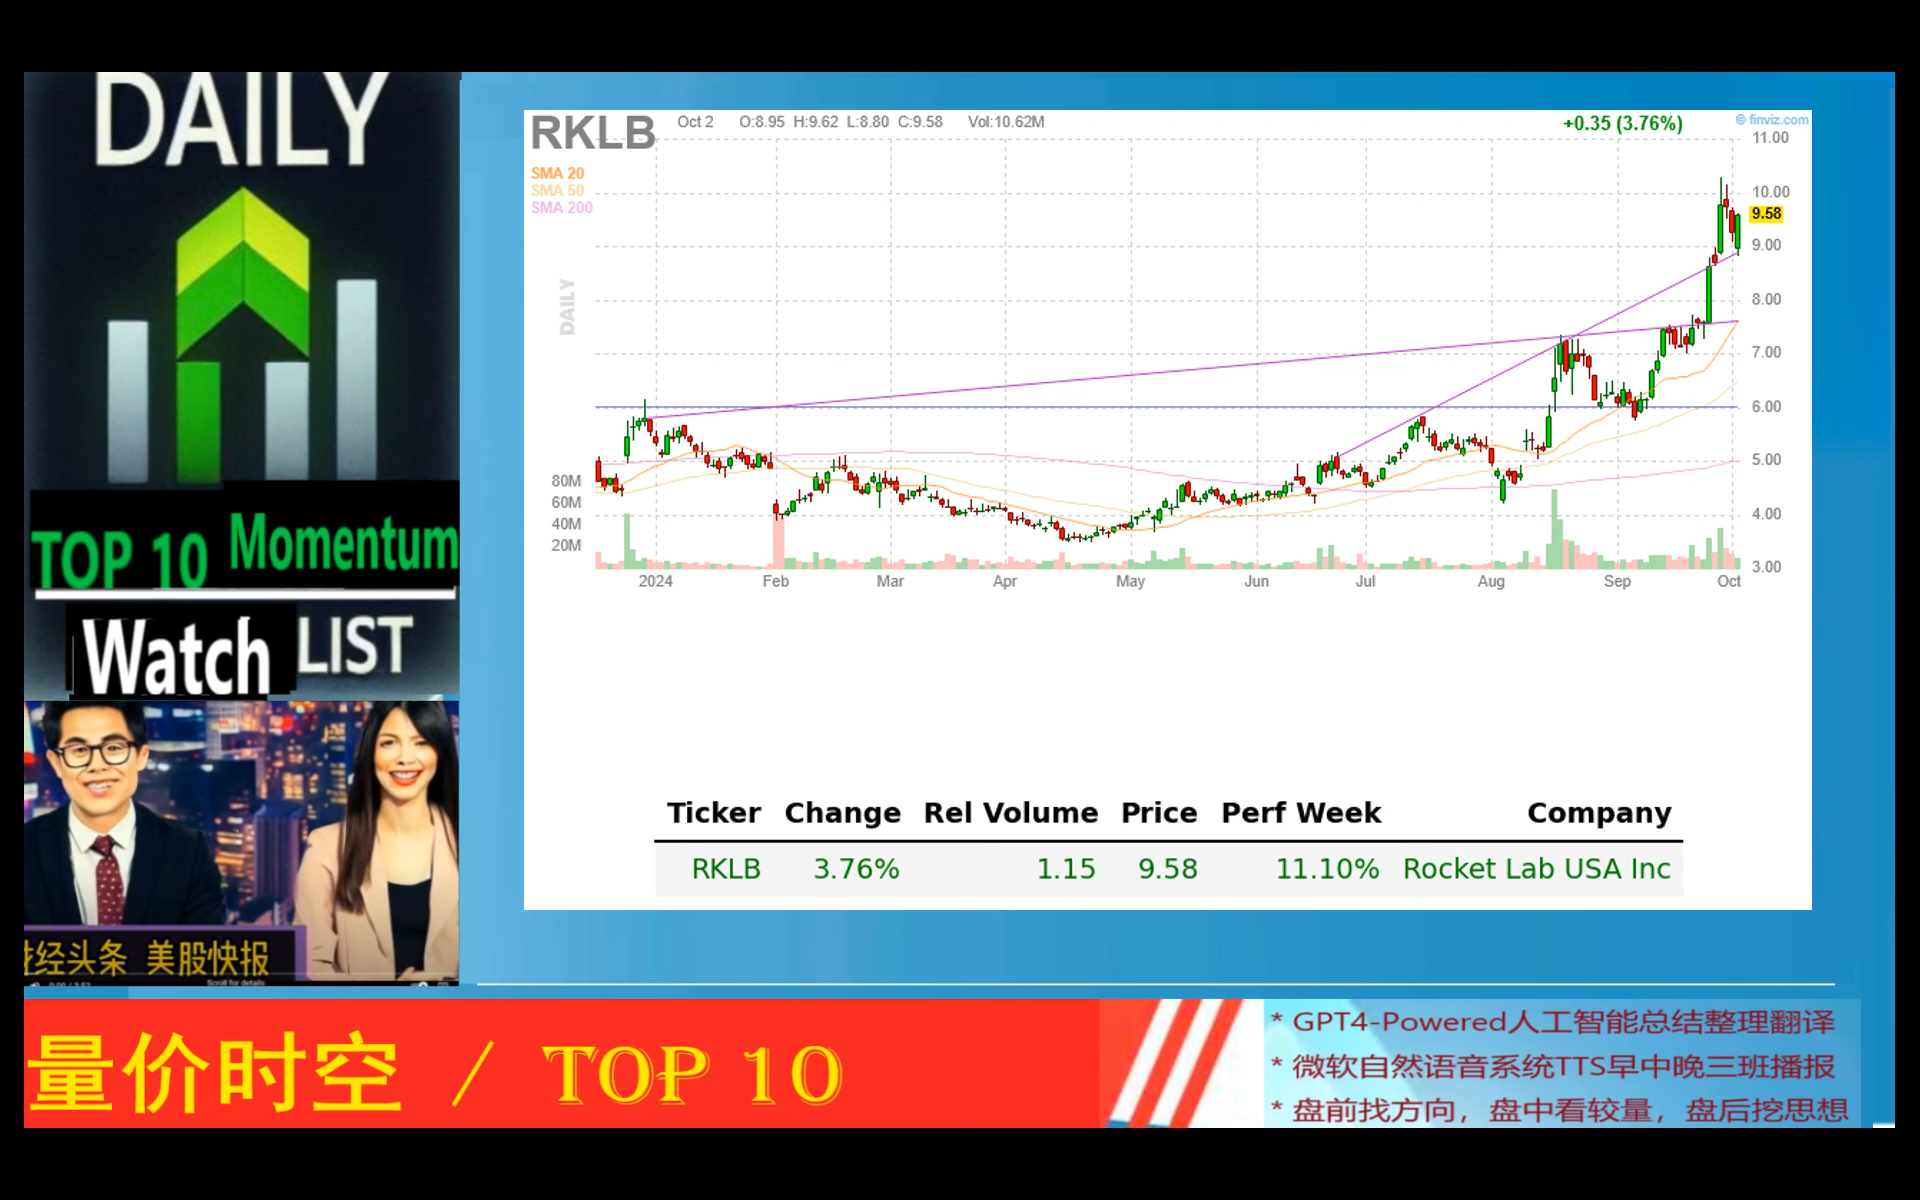 DAILY
TOP 10 Momentum
Watch LIST
财经头条 美股快报
Scroll for details
RKLB
Oct 2 O:8.95 H:9.62 L:8.80 C:9.58 Vol:10.62M
+0.35 (3.76%)
© finviz.com
SMA 20
SMA 50
SMA 200
DAILY
11.00
10.00
9.58
9.00
8.00
7.00
6.00
5.00
4.00
3.00
80M
60M
40M
20M
2024 Feb Mar Apr May Jun Jul Aug Sep Oct
Ticker Change Rel Volume Price Perf Week Company
RKLB 3.76% 1.15 9.58 11.10% Rocket Lab USA Inc
量价时空 / TOP 10
* GPT4-Powered人工智能总结整理翻译
* 微软自然语音系统TTS早中晚三班播报
* 盘前找方向，盘中看较量，盘后挖思想